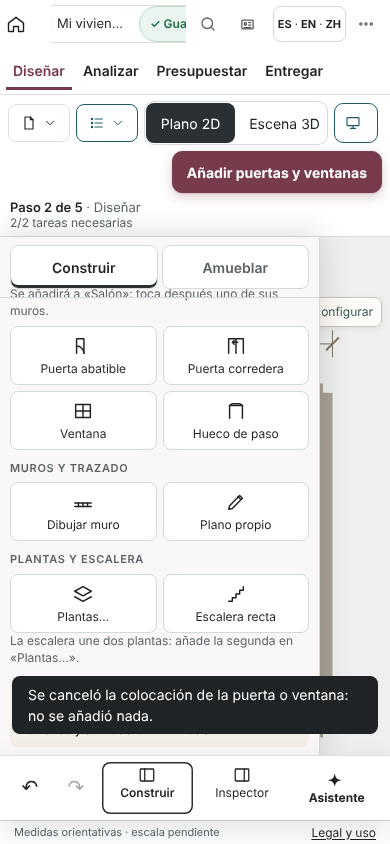 Mi vivien...
✓ Gua
ES · EN · ZH
Diseñar
Analizar
Presupuestar
Entregar
Plano 2D
Escena 3D
Añadir puertas y ventanas
Paso 2 de 5 · Diseñar
2/2 tareas necesarias
Construir
Amueblar
Se añadirá a «Salón»: toca después uno de sus
muros.
onfigurar
Puerta abatible
Puerta corredera
Ventana
Hueco de paso
MUROS Y TRAZADO
Dibujar muro
Plano propio
PLANTAS Y ESCALERA
Plantas...
Escalera recta
La escalera une dos plantas: añade la segunda en
«Plantas...».
Se canceló la colocación de la puerta o ventana:
no se añadió nada.
Construir
Inspector
Asistente
Medidas orientativas · escala pendiente
Legal y uso